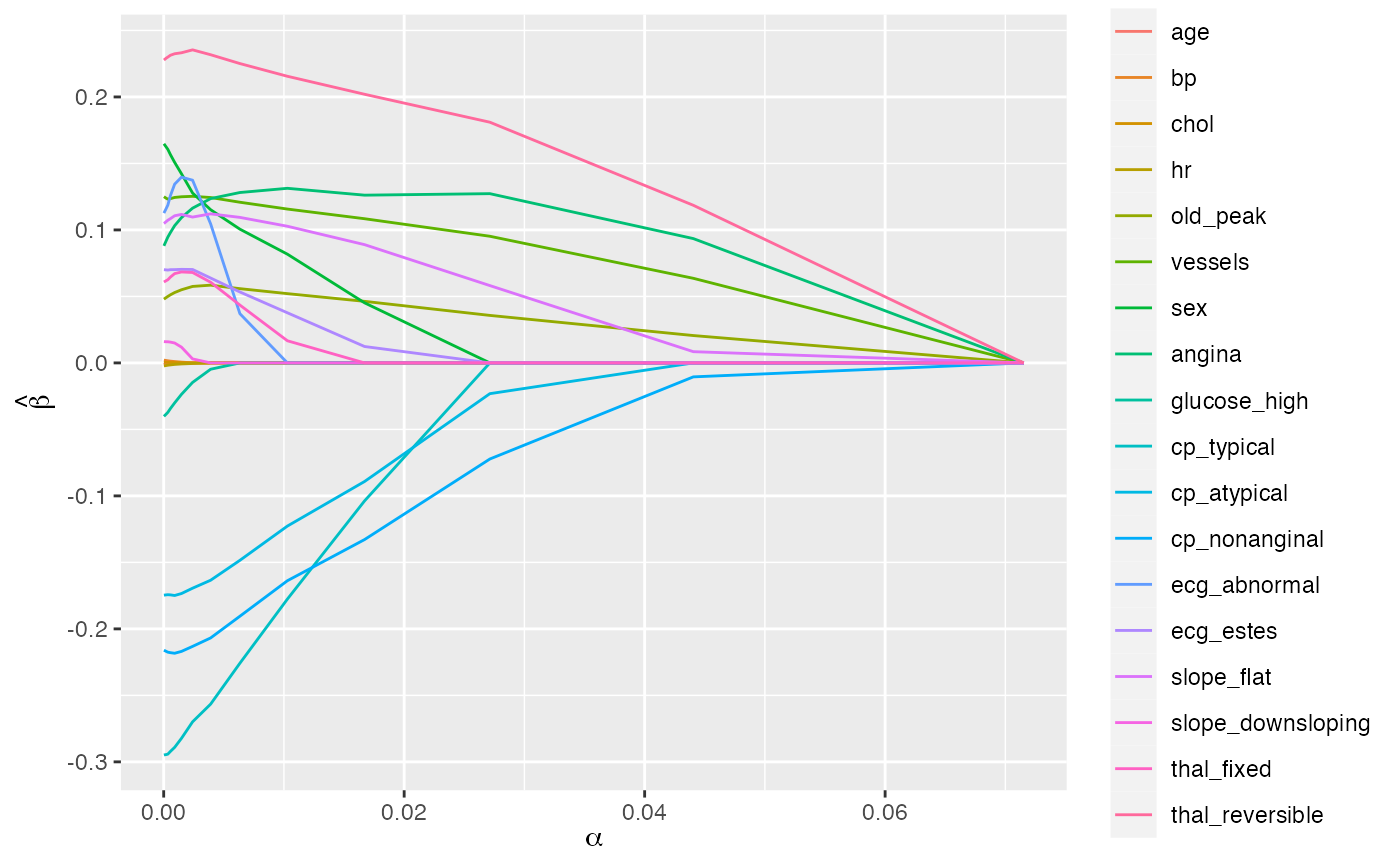 0.2
0.1
0.0
-0.1
-0.2
-0.3
β̂
0.00 0.02 0.04 0.06
α
age
bp
chol
hr
old_peak
vessels
sex
angina
glucose_high
cp_typical
cp_atypical
cp_nonanginal
ecg_abnormal
ecg_estes
slope_flat
slope_downsloping
thal_fixed
thal_reversible